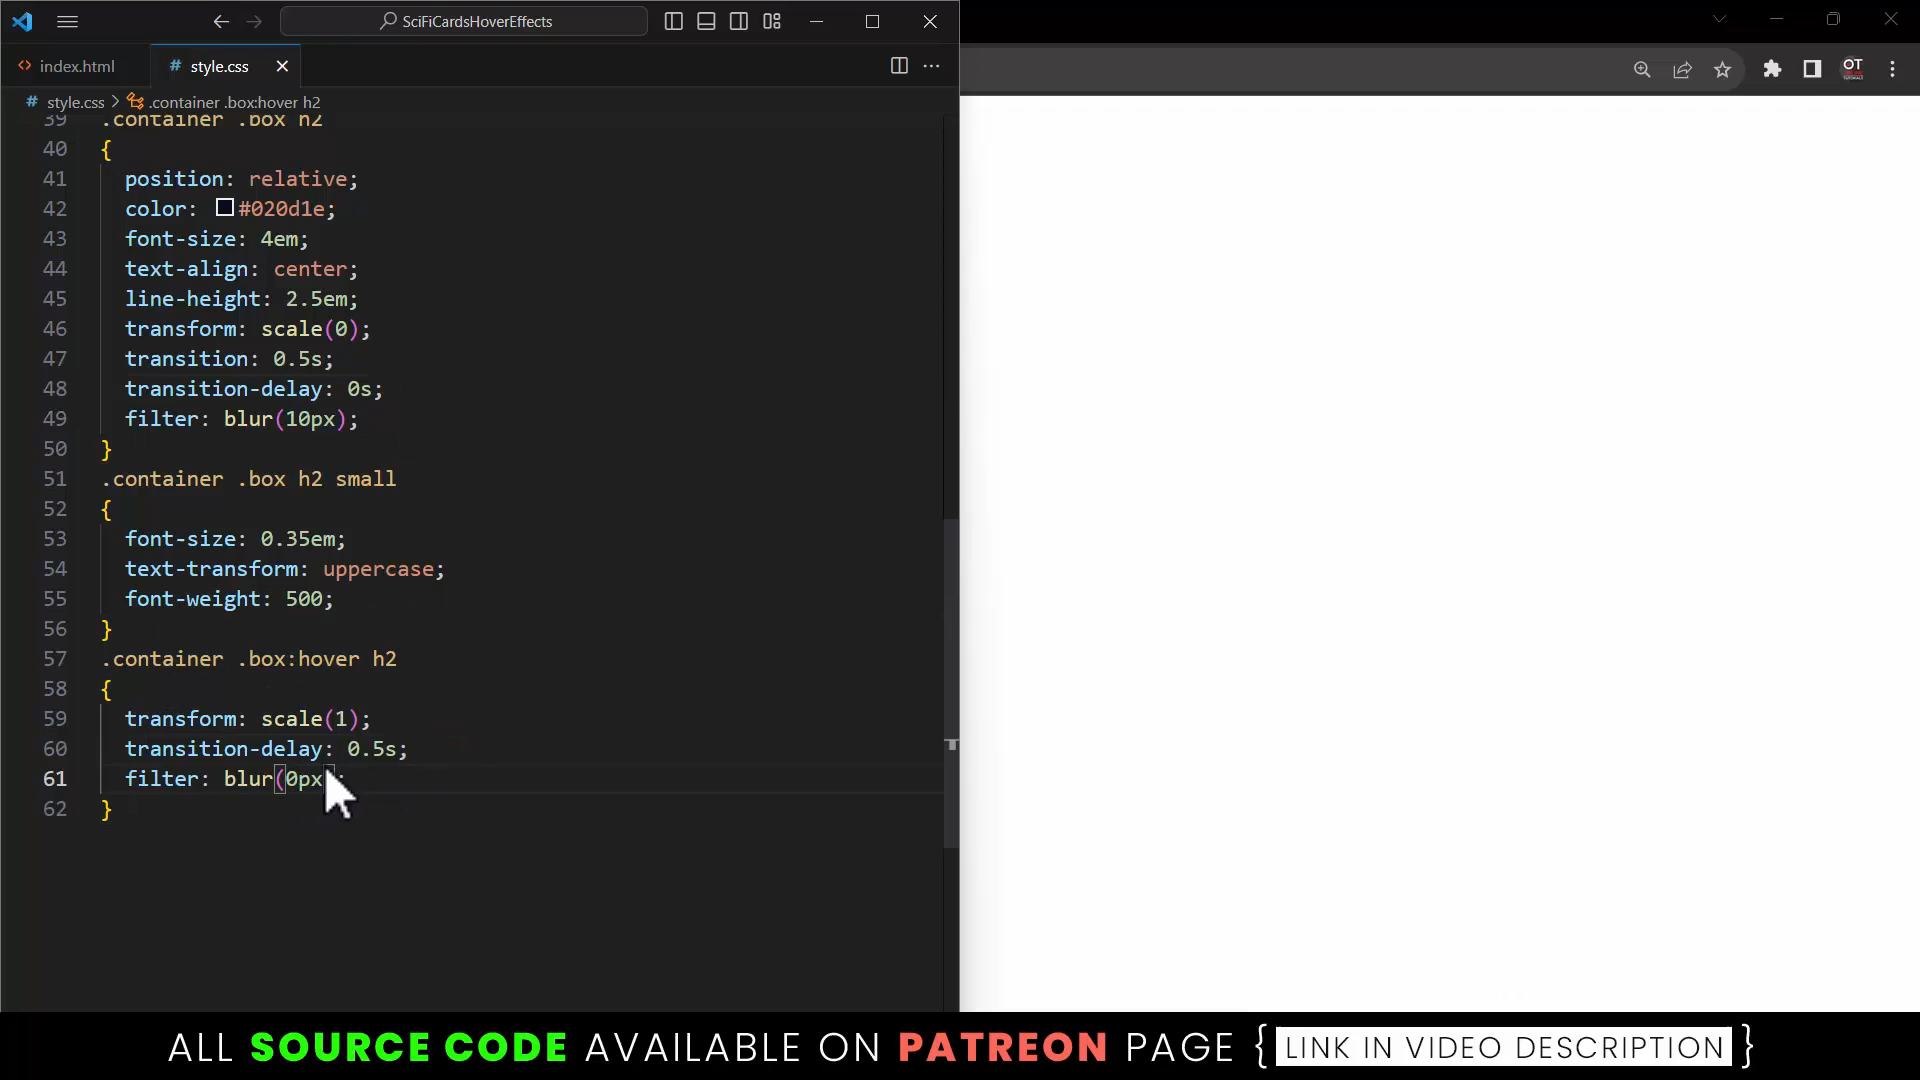 SciFiCardsHoverEffects
index.html
# style.css
# style.css > .container .box:hover h2
39 .container .box h2
40 {
41 position: relative;
42 color: #020d1e;
43 font-size: 4em;
44 text-align: center;
45 line-height: 2.5em;
46 transform: scale(0);
47 transition: 0.5s;
48 transition-delay: 0s;
49 filter: blur(10px);
50 }
51 .container .box h2 small
52 {
53 font-size: 0.35em;
54 text-transform: uppercase;
55 font-weight: 500;
56 }
57 .container .box:hover h2
58 {
59 transform: scale(1);
60 transition-delay: 0.5s;
61 filter: blur(0px);
62 }
OT
ALL SOURCE CODE AVAILABLE ON PATREON PAGE { LINK IN VIDEO DESCRIPTION }